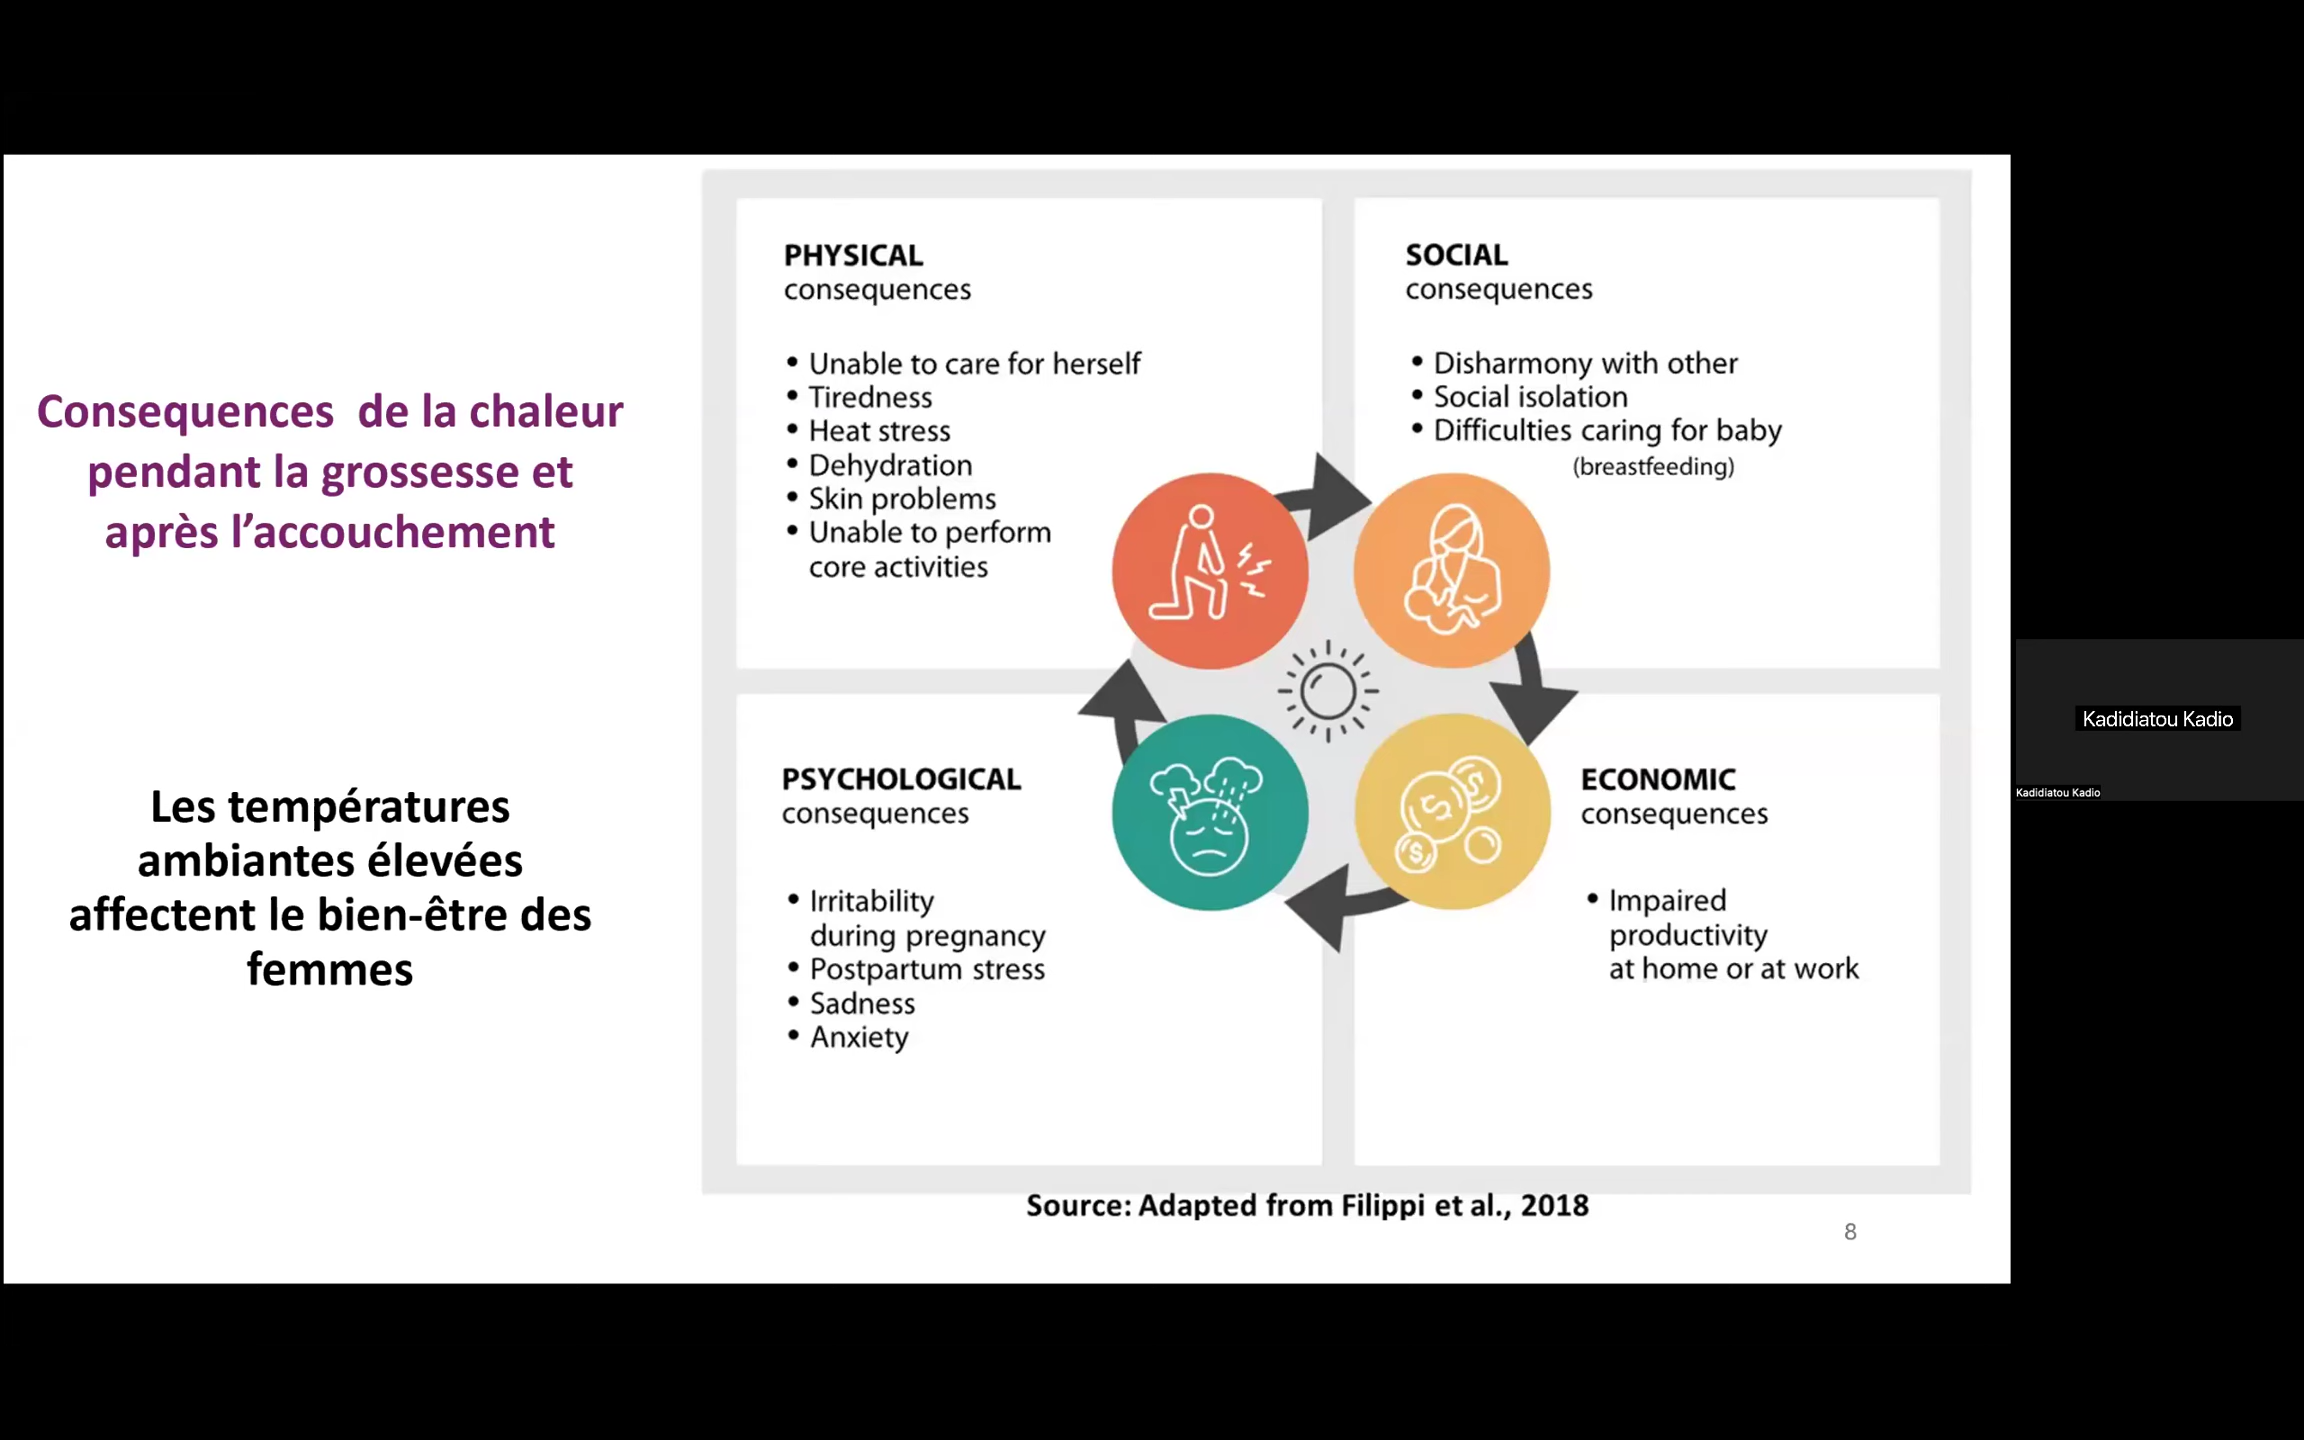 Consequences  de la chaleur
pendant la grossesse et
après l’accouchement
Les températures
ambiantes élevées
affectent le bien-être des
femmes
PHYSICAL
consequences
• Unable to care for herself
• Tiredness
• Heat stress
• Dehydration
• Skin problems
• Unable to perform
core activities
SOCIAL
consequences
• Disharmony with other
• Social isolation
• Difficulties caring for baby
(breastfeeding)
PSYCHOLOGICAL
consequences
• Irritability
during pregnancy
• Postpartum stress
• Sadness
• Anxiety
ECONOMIC
consequences
• Impaired
productivity
at home or at work
Source: Adapted from Filippi et al., 2018
8
Kadidiatou Kadio
Kadidiatou Kadio